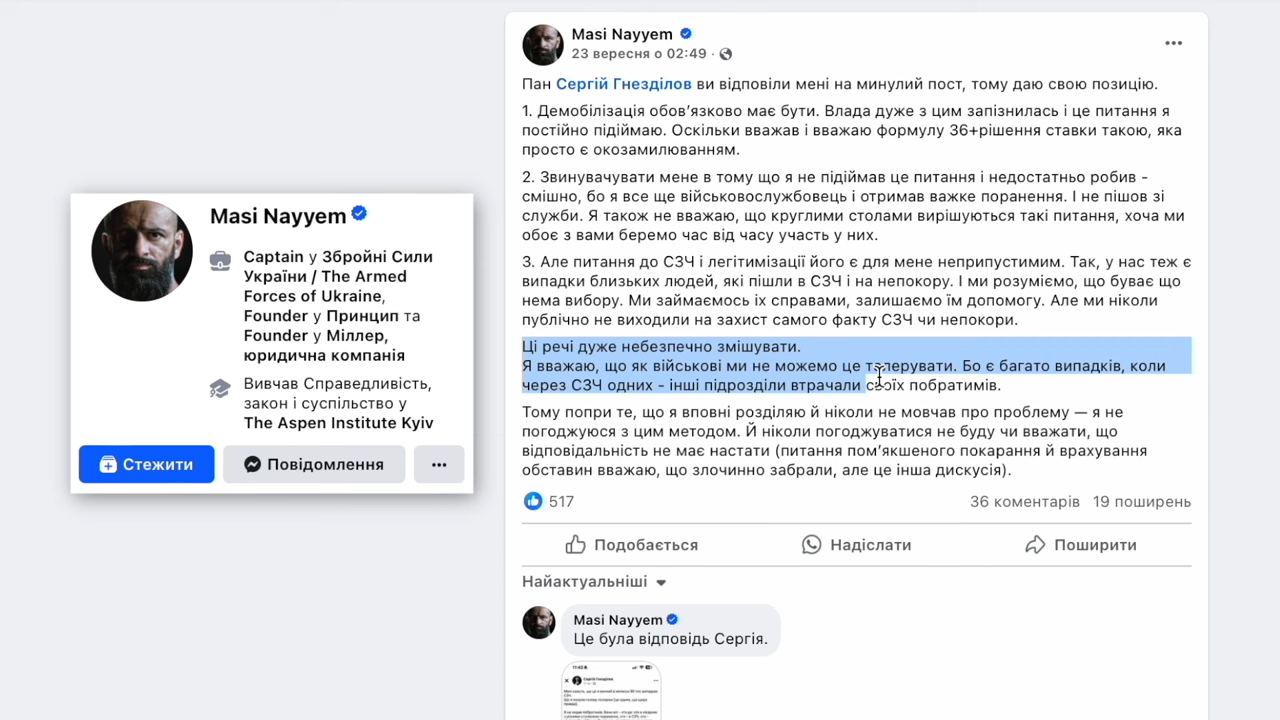 Masi Nayyem
Captain у Збройні Сили
України / The Armed
Forces of Ukraine,
Founder у Принцип та
Founder у Міллер,
юридична компанія
Вивчав Справедливість,
закон і суспільство у
The Aspen Institute Kyiv
Стежити
Повідомлення
Masi Nayyem
23 вересня о 02:49
Пан Сергій Гнезділов ви відповіли мені на минулий пост, тому даю свою позицію.
1. Демобілізація обов’язково має бути. Влада дуже з цим запізнилась і це питання я
постійно підіймаю. Оскільки вважав і вважаю формулу 36+рішення ставки такою, яка
просто є окозамилюванням.
2. Звинувачувати мене в тому що я не підіймав це питання і недостатньо робив -
смішно, бо я все ще військовослужбовець і отримав важке поранення. І не пішов зі
служби. Я також не вважаю, що круглими столами вирішуються такі питання, хоча ми
обоє з вами беремо час від часу участь у них.
3. Але питання до СЗЧ і легітимізації його є для мене неприпустимим. Так, у нас теж є
випадки близьких людей, які пішли в СЗЧ і на непокору. І ми розуміємо, що буває що
нема вибору. Ми займаємось іх справами, залишаємо їм допомогу. Але ми ніколи
публічно не виходили на захист самого факту СЗЧ чи непокори.
Ці речі дуже небезпечно змішувати.
Я вважаю, що як військові ми не можемо це толерувати. Бо є багато випадків, коли
через СЗЧ одних - інші підрозділи втрачали своїх побратимів.
Тому попри те, що я вповні розділяю й ніколи не мовчав про проблему — я не
погоджуюся з цим методом. Й ніколи погоджуватися не буду чи вважати, що
відповідальність не має настати (питання пом’якшеного покарання й врахування
обставин вважаю, що злочинно забрали, але це інша дискусія).
517
36 коментарів 19 поширень
Подобається
Надіслати
Поширити
Найактуальніші
Masi Nayyem
Це була відповідь Сергія.